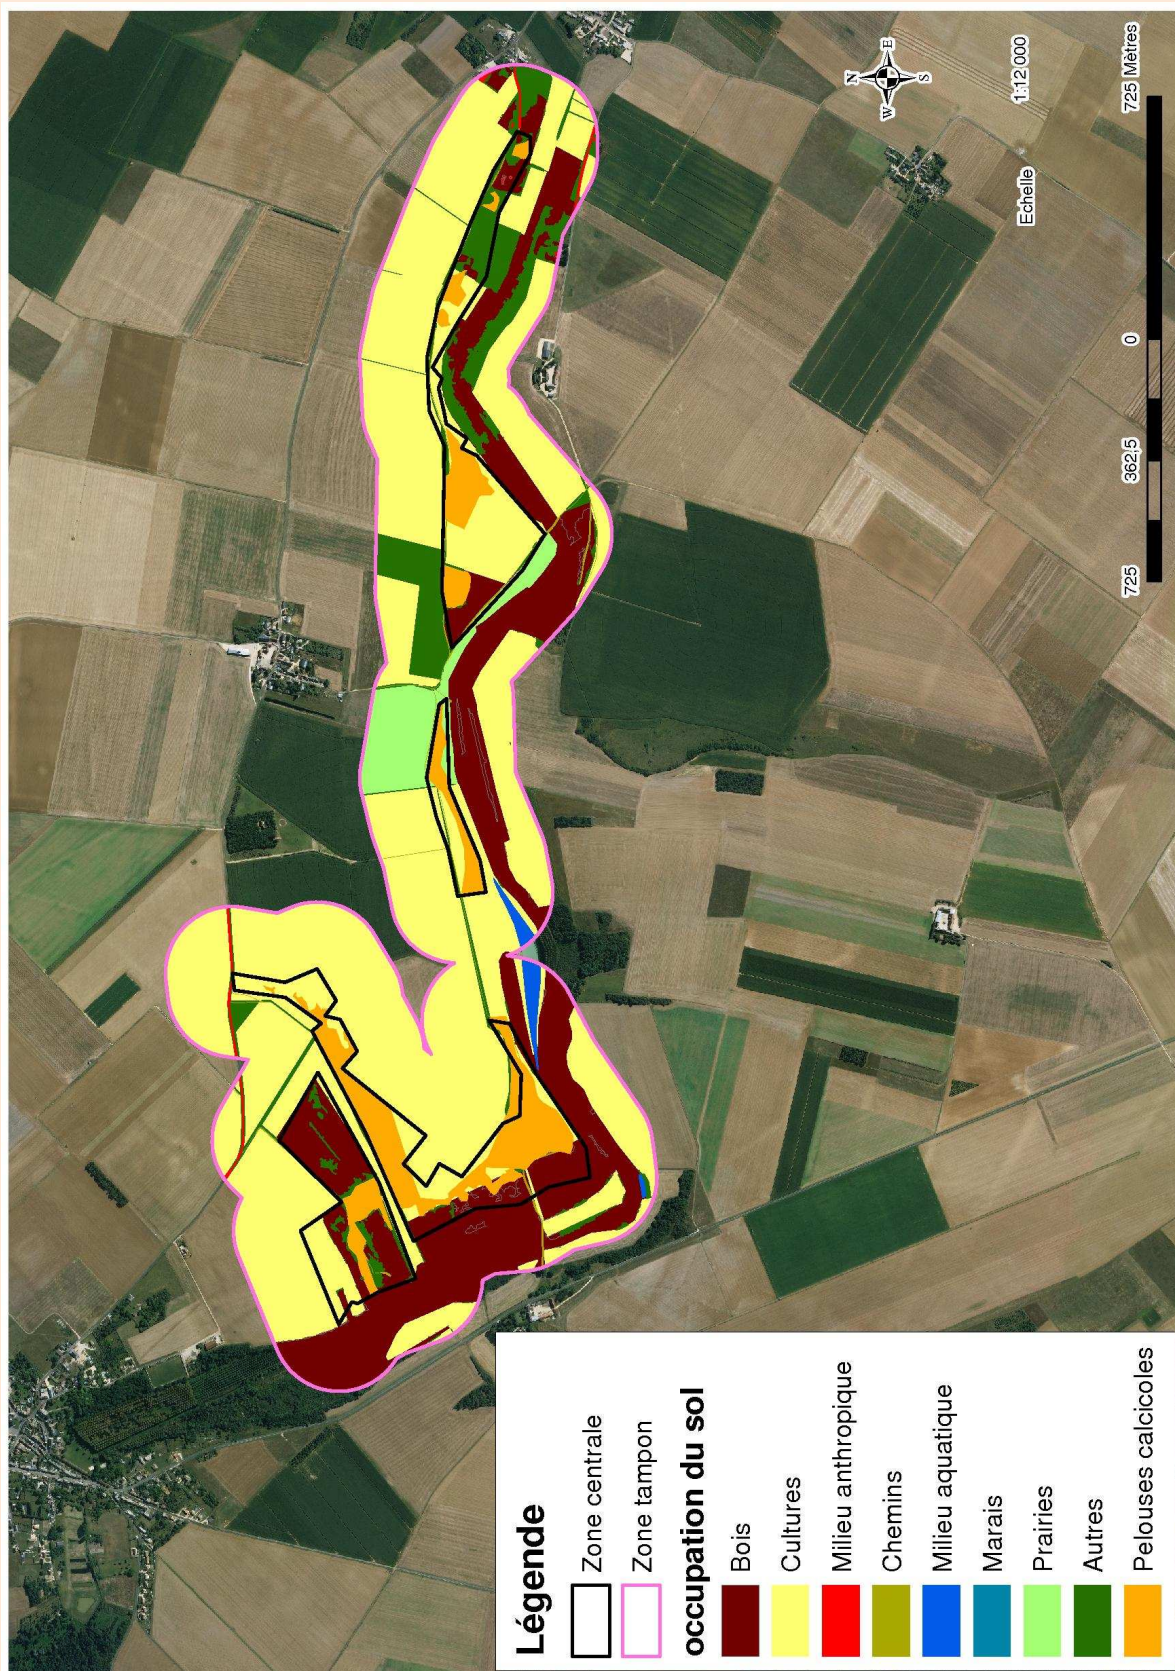 Légende
Zone centrale
Zone tampon
occupation du sol
Bois
Cultures
Milieu anthropique
Chemins
Milieu aquatique
Marais
Prairies
Autres
Pelouses calcicoles
N
W E
S
1:12 000
Echelle
725 362,5 0 725 Mètres